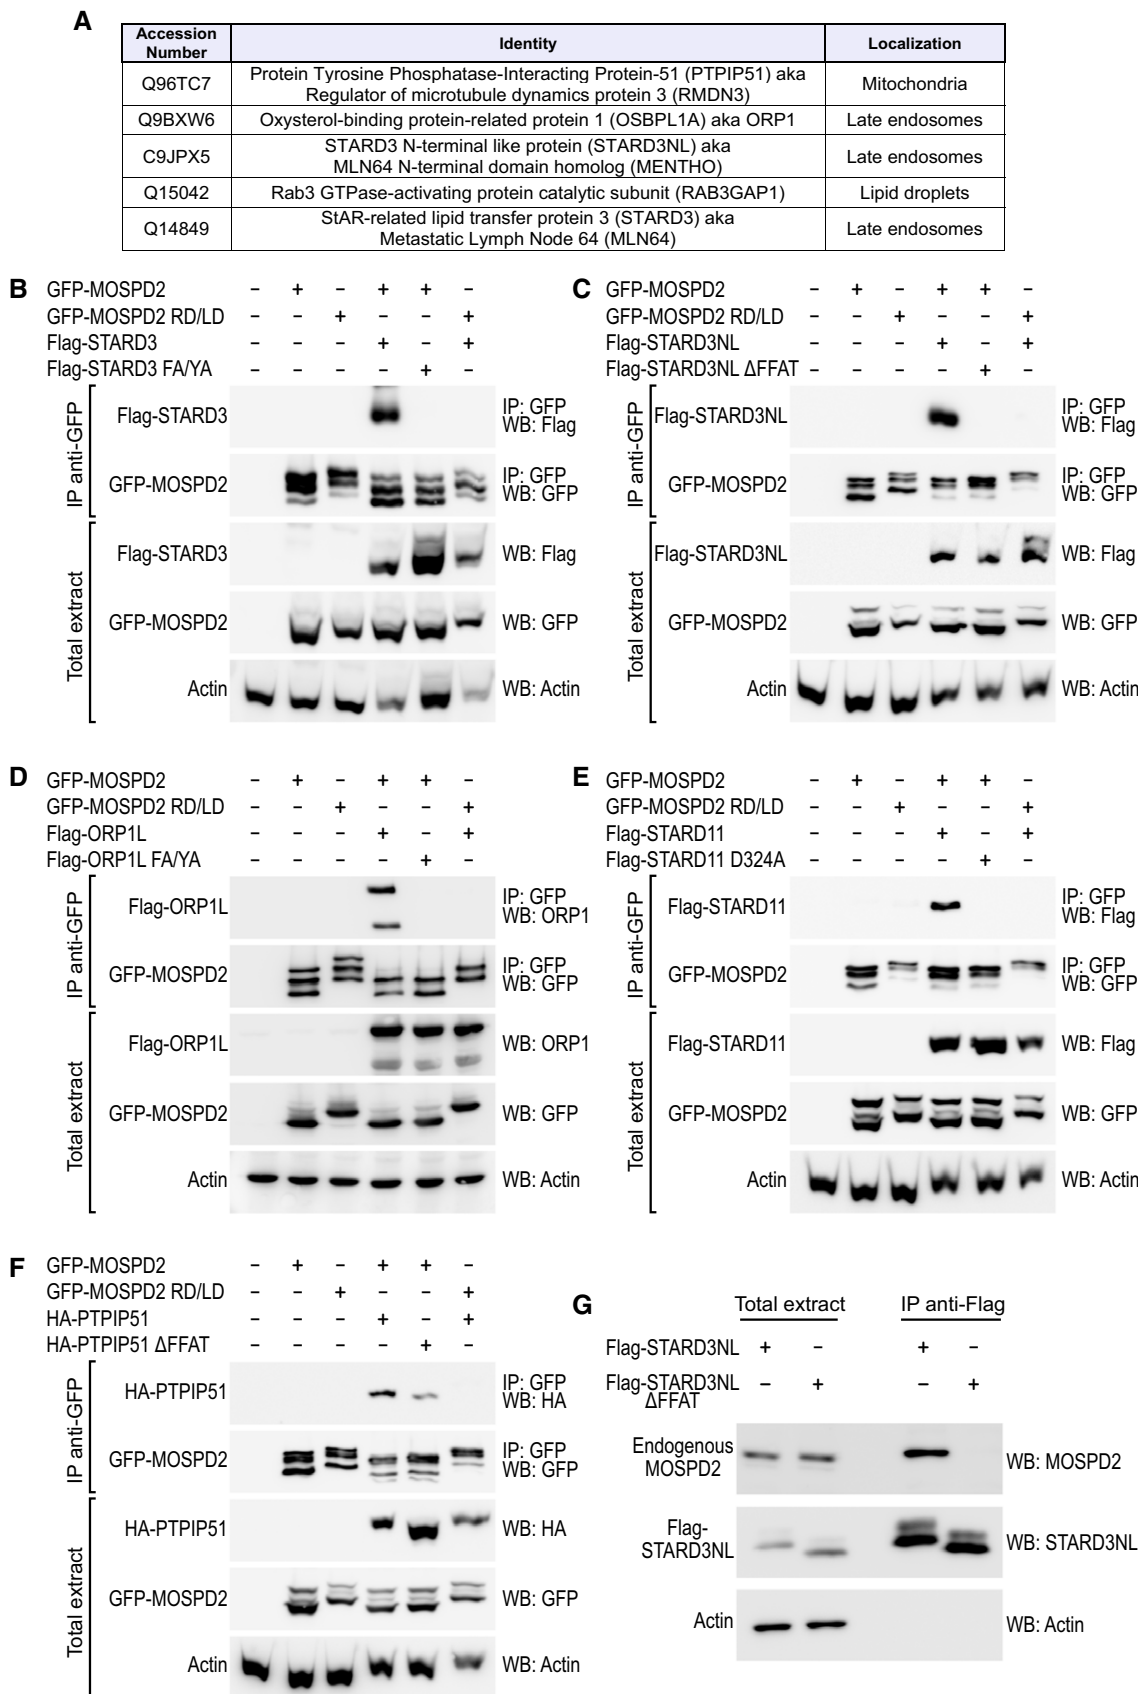 A
Accession Number Identity Localization
Q96TC7 Protein Tyrosine Phosphatase-Interacting Protein-51 (PTPIP51) aka Regulator of microtubule dynamics protein 3 (RMDN3) Mitochondria
Q9BXW6 Oxysterol-binding protein-related protein 1 (OSBPL1A) aka ORP1 Late endosomes
C9JPX5 STARD3 N-terminal like protein (STARD3NL) aka MLN64 N-terminal domain homolog (MENTHO) Late endosomes
Q15042 Rab3 GTPase-activating protein catalytic subunit (RAB3GAP1) Lipid droplets
Q14849 StAR-related lipid transfer protein 3 (STARD3) aka Metastatic Lymph Node 64 (MLN64) Late endosomes
B
GFP-MOSPD2 – + – + + –
GFP-MOSPD2 RD/LD – – + – – +
Flag-STARD3 – – – + – +
Flag-STARD3 FA/YA – – – – + –
IP anti-GFP
Flag-STARD3 IP: GFP WB: Flag
GFP-MOSPD2 IP: GFP WB: GFP
Total extract
Flag-STARD3 WB: Flag
GFP-MOSPD2 WB: GFP
Actin WB: Actin
C
GFP-MOSPD2 – + – + + –
GFP-MOSPD2 RD/LD – – + – – +
Flag-STARD3NL – – – + – +
Flag-STARD3NL ΔFFAT – – – – + –
IP anti-GFP
Flag-STARD3NL IP: GFP WB: Flag
GFP-MOSPD2 IP: GFP WB: GFP
Total extract
Flag-STARD3NL WB: Flag
GFP-MOSPD2 WB: GFP
Actin WB: Actin
D
GFP-MOSPD2 – + – + + –
GFP-MOSPD2 RD/LD – – + – – +
Flag-ORP1L – – – + – +
Flag-ORP1L FA/YA – – – – + –
IP anti-GFP
Flag-ORP1L IP: GFP WB: ORP1
GFP-MOSPD2 IP: GFP WB: GFP
Total extract
Flag-ORP1L WB: ORP1
GFP-MOSPD2 WB: GFP
Actin WB: Actin
E
GFP-MOSPD2 – + – + + –
GFP-MOSPD2 RD/LD – – + – – +
Flag-STARD11 – – – + – +
Flag-STARD11 D324A – – – – + –
IP anti-GFP
Flag-STARD11 IP: GFP WB: Flag
GFP-MOSPD2 IP: GFP WB: GFP
Total extract
Flag-STARD11 WB: Flag
GFP-MOSPD2 WB: GFP
Actin WB: Actin
F
GFP-MOSPD2 – + – + + –
GFP-MOSPD2 RD/LD – – + – – +
HA-PTPIP51 – – – + – +
HA-PTPIP51 ΔFFAT – – – – + –
IP anti-GFP
HA-PTPIP51 IP: GFP WB: HA
GFP-MOSPD2 IP: GFP WB: GFP
Total extract
HA-PTPIP51 WB: HA
GFP-MOSPD2 WB: GFP
Actin WB: Actin
G
Total extract IP anti-Flag
Flag-STARD3NL + – + –
Flag-STARD3NL ΔFFAT – + – +
Endogenous MOSPD2 WB: MOSPD2
Flag-STARD3NL WB: STARD3NL
Actin WB: Actin